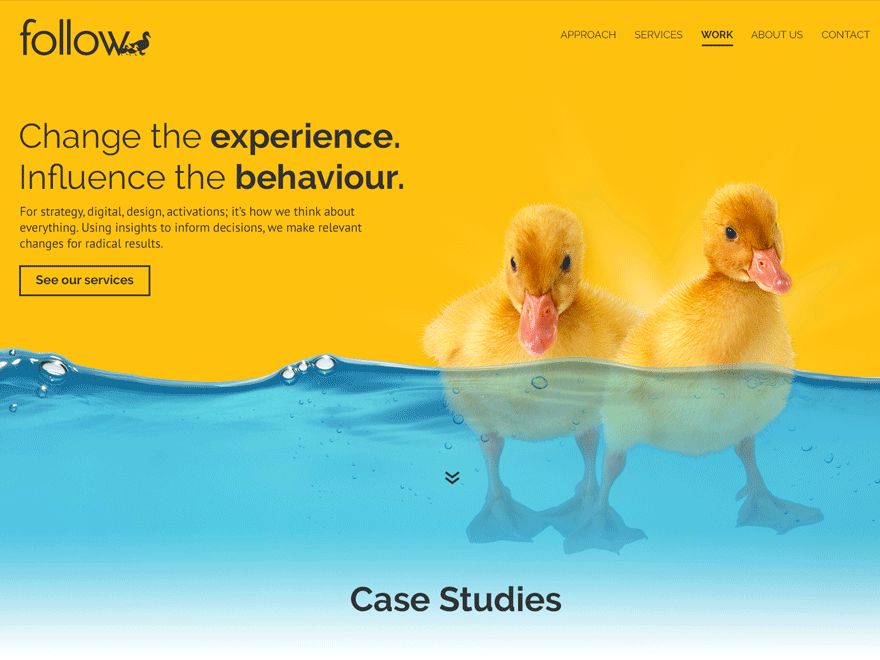 follow
APPROACH SERVICES WORK ABOUT US CONTACT
Change the experience.
Influence the behaviour.
For strategy, digital, design, activations; it's how we think about
everything. Using insights to inform decisions, we make relevant
changes for radical results.
See our services
Case Studies